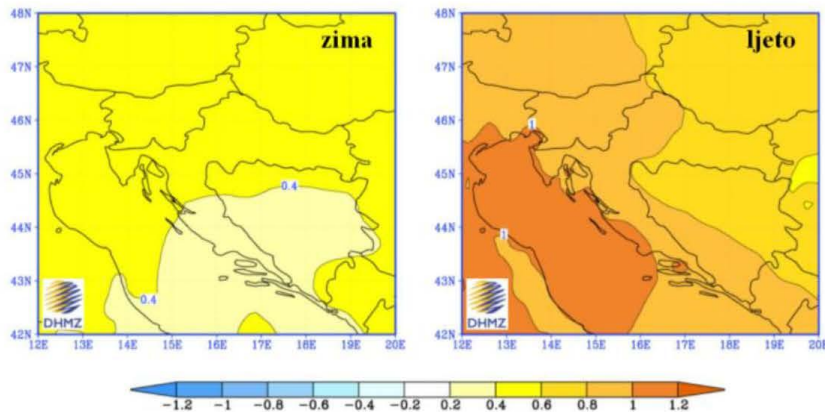 zima
48N
47N
46N
45N
44N
43N
42N
0.4
0.4
DHMZ
12E 13E 14E 15E 16E 17E 18E 19E 20E
ljeto
48N
47N
46N
45N
44N
43N
42N
1
1
DHMZ
12E 13E 14E 15E 16E 17E 18E 19E 20E
-1.2 -1 -0.8 -0.6 -0.4 -0.2 0.2 0.4 0.6 0.8 1 1.2